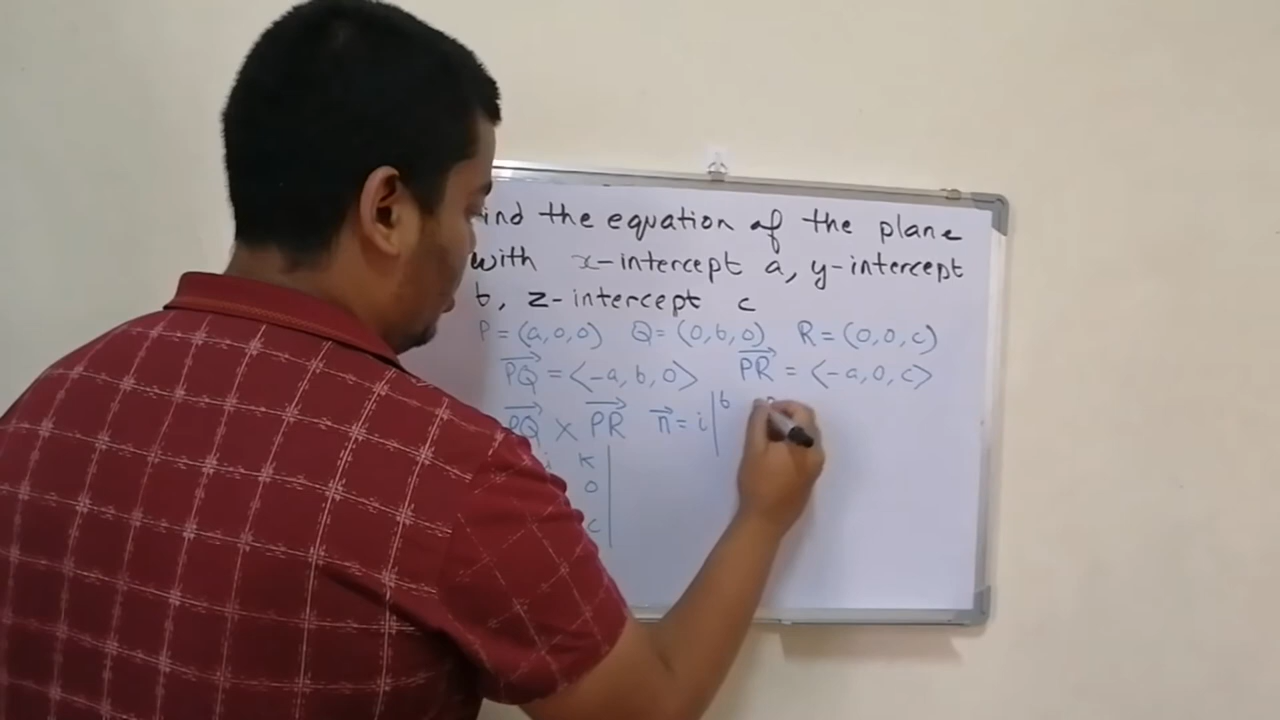 ind the equation of the plane
with x-intercept a, y-intercept
b, z-intercept c
P = (a,0,0) Q = (0,b,0) R = (0,0,c)
PQ = <-a, b, 0> PR = <-a,0,c>
PQ × PR n = i | b
k
0
c